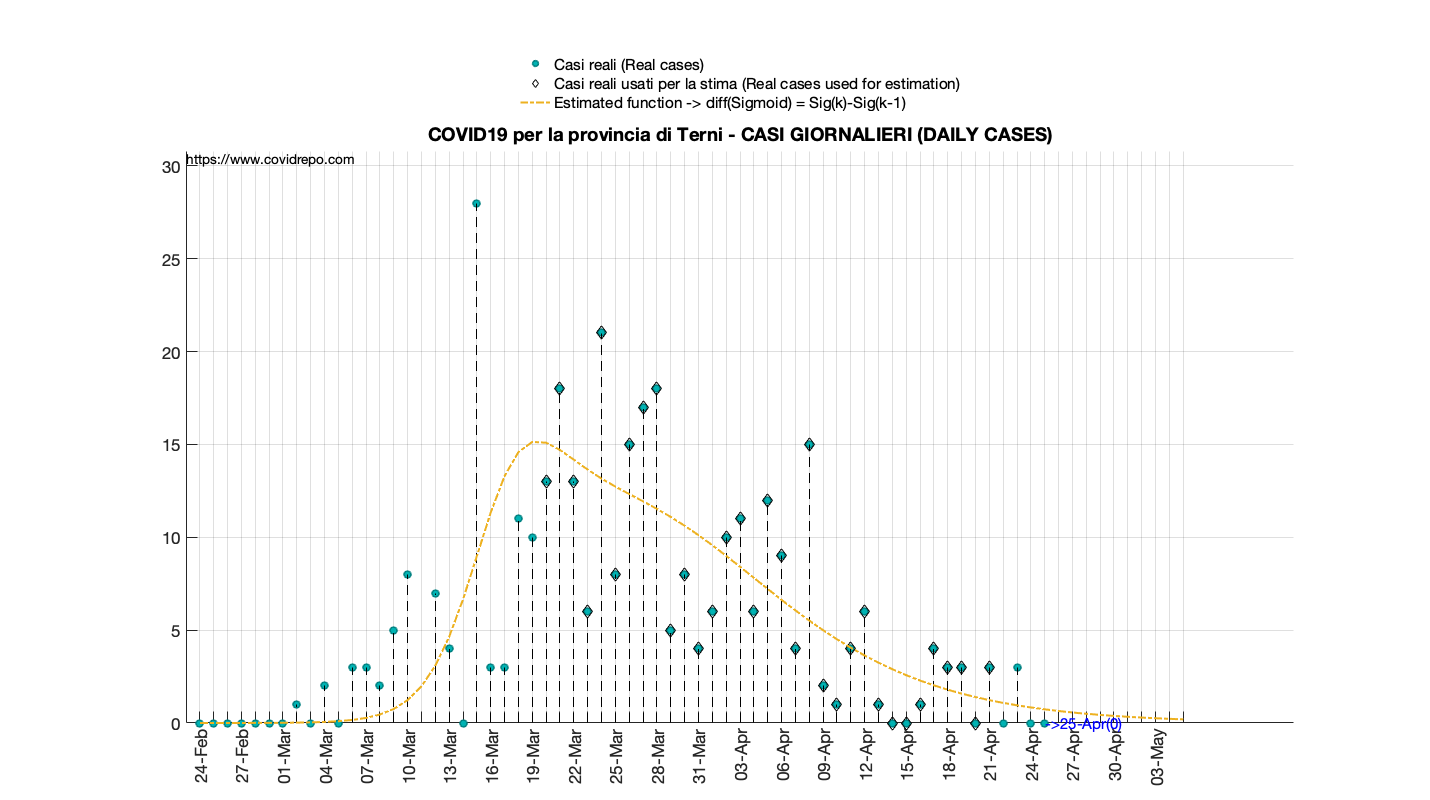 Casi reali (Real cases)
Casi reali usati per la stima (Real cases used for estimation)
Estimated function -> diff(Sigmoid) = Sig(k)-Sig(k-1)
COVID19 per la provincia di Terni - CASI GIORNALIERI (DAILY CASES)
https://www.covidrepo.com
30
25
20
15
10
5
0
->25-Apr(0)
24-Feb
27-Feb
01-Mar
04-Mar
07-Mar
10-Mar
13-Mar
16-Mar
19-Mar
22-Mar
25-Mar
28-Mar
31-Mar
03-Apr
06-Apr
09-Apr
12-Apr
15-Apr
18-Apr
21-Apr
24-Apr
27-Apr
30-Apr
03-May